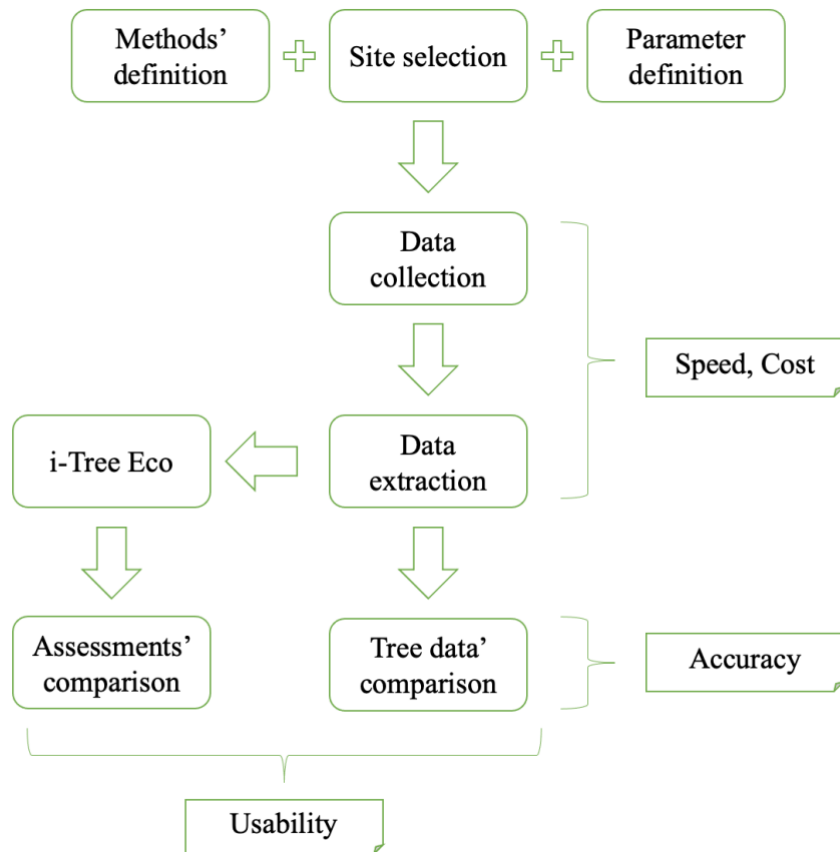 Methods’
definition
Site selection
Parameter
definition
Data
collection
Speed, Cost
i-Tree Eco
Data
extraction
Assessments’
comparison
Tree data’
comparison
Accuracy
Usability